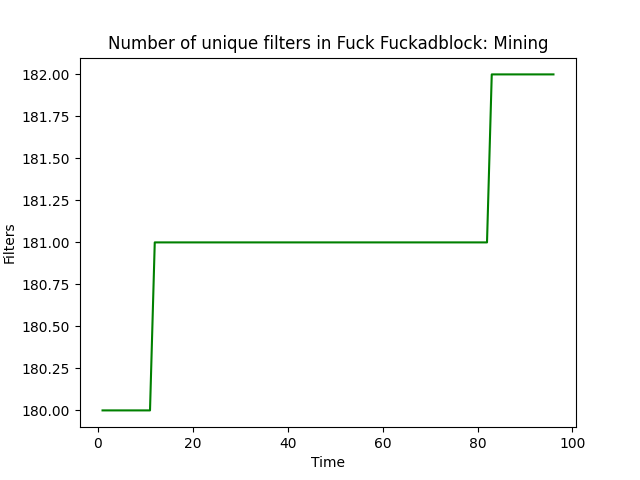 Number of unique filters in Fuck Fuckadblock: Mining
182.00
181.75
181.50
181.25
181.00
180.75
180.50
180.25
180.00
Filters
0 20 40 60 80 100
Time